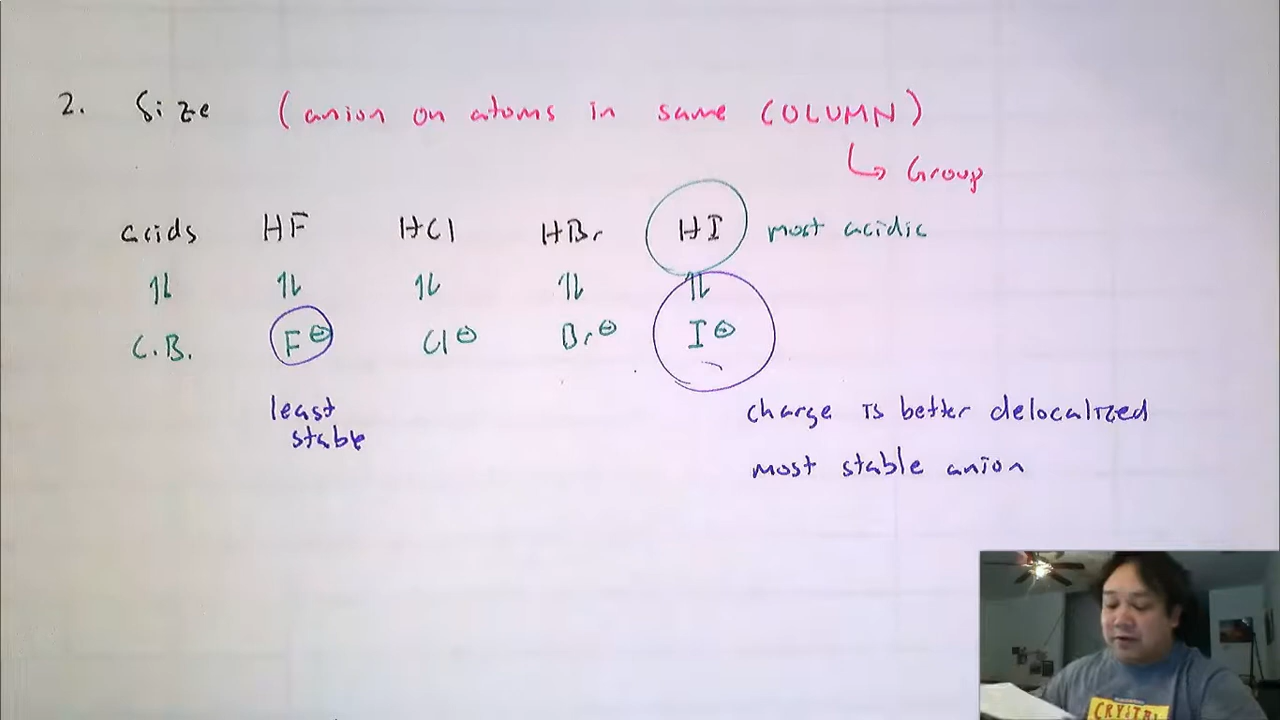 2. Size (anion on atoms in same COLUMN)
↳ Group
acids HF HCl HBr HI most acidic
⇅ ⇅ ⇅ ⇅ ⇅
C.B. F⊖ Cl⊖ Br⊖ I⊖
least
stable
charge is better delocalized
most stable anion
CRYSTAL